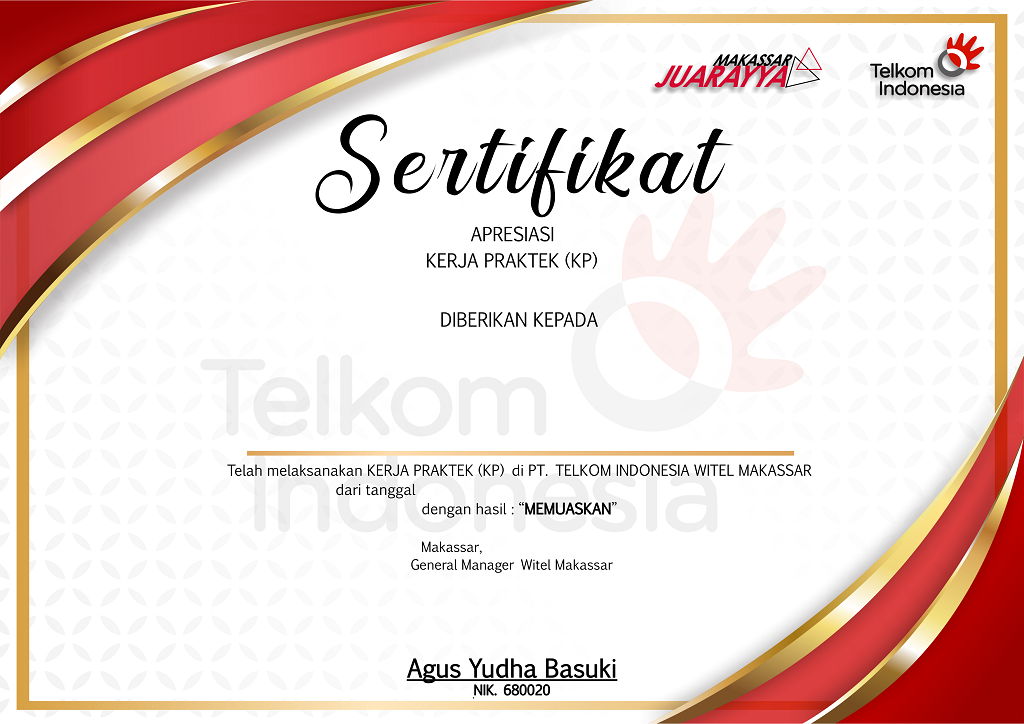 MAKASSAR
JUARAYYA
Telkom
Indonesia
Sertifikat
APRESIASI
KERJA PRAKTEK (KP)
DIBERIKAN KEPADA
Telkom
Indonesia
Telah melaksanakan KERJA PRAKTEK (KP) di PT. TELKOM INDONESIA WITEL MAKASSAR
dari tanggal
dengan hasil : “MEMUASKAN”
Makassar,
General Manager Witel Makassar
Agus Yudha Basuki
NIK. 680020